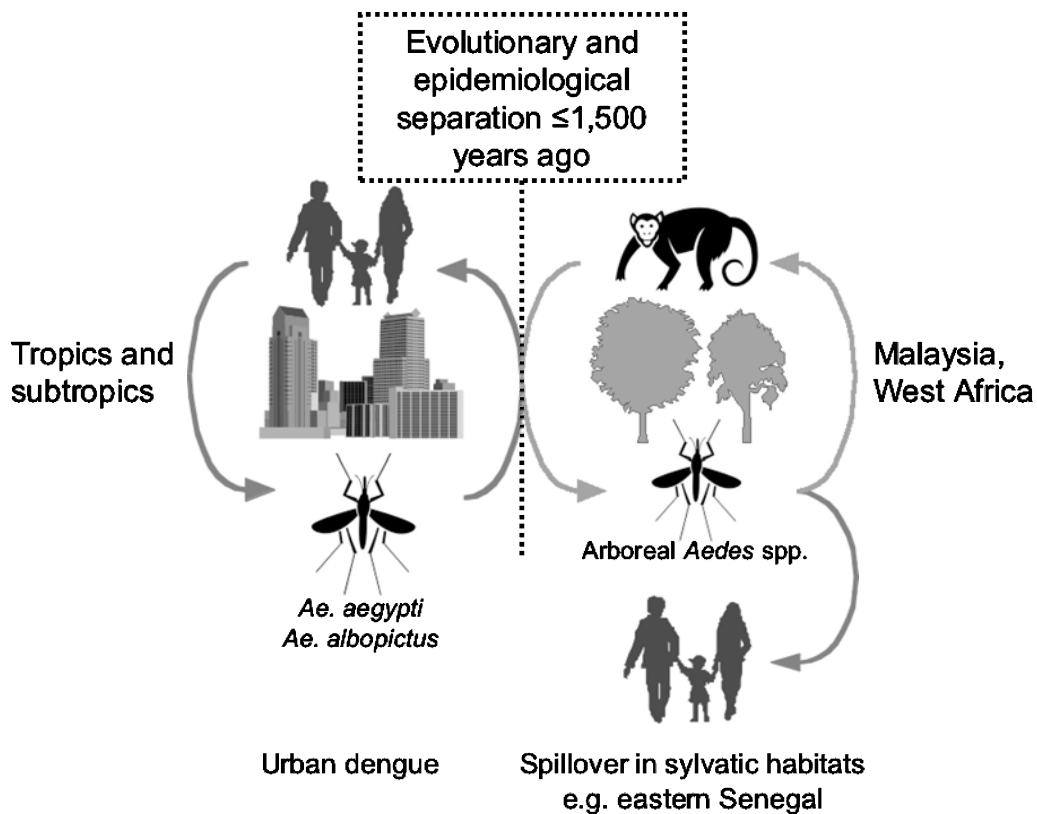 Evolutionary and
epidemiological
separation ≤1,500
years ago
Tropics and
subtropics
Malaysia,
West Africa
Arboreal Aedes spp.
Ae. aegypti
Ae. albopictus
Urban dengue
Spillover in sylvatic habitats
e.g. eastern Senegal